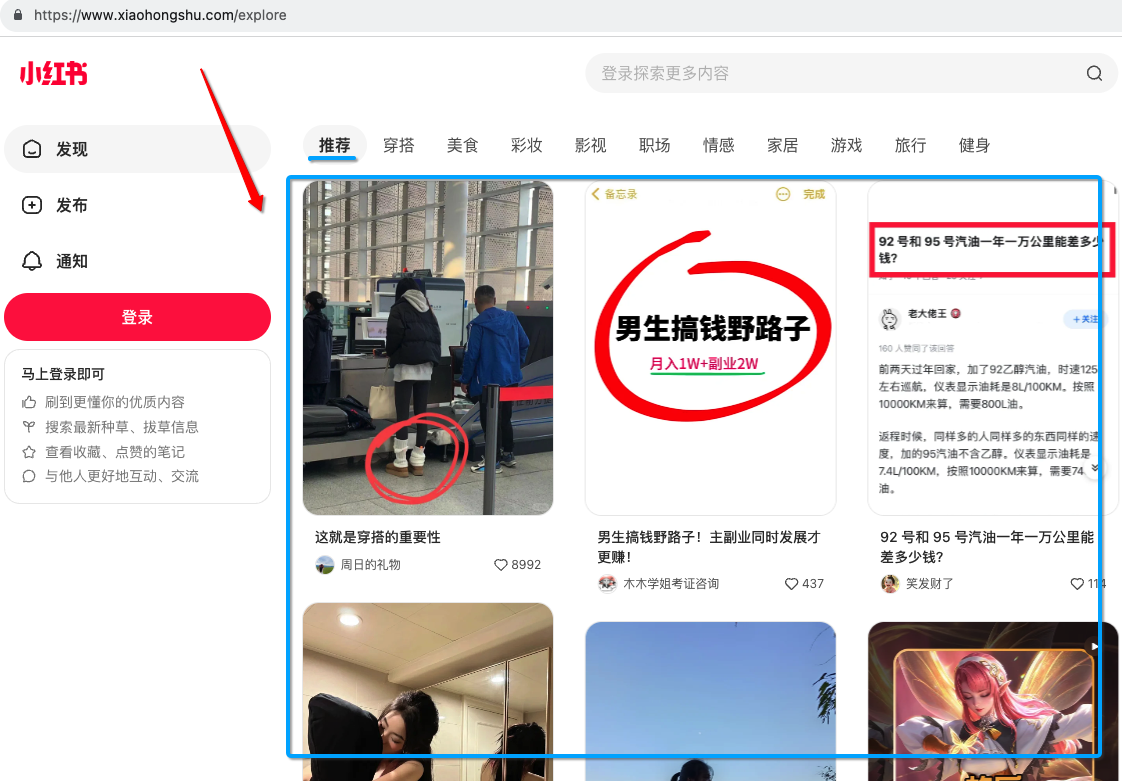 https://www.xiaohongshu.com/explore
小红书
登录探索更多内容
发现
发布
通知
登录
马上登录即可
刷到更懂你的优质内容
搜索最新种草、拔草信息
查看收藏、点赞的笔记
与他人更好地互动、交流
推荐 穿搭 美食 彩妆 影视 职场 情感 家居 游戏 旅行 健身
这就是穿搭的重要性
周日的礼物 8992
备忘录 完成
男生搞钱野路子
月入1W+副业2W
男生搞钱野路子！主副业同时发展才
更赚！
木木学姐考证咨询 437
92 号和 95 号汽油一年一万公里能差多少
钱?
老大佬王
+关注
160 人赞同了该回答
前两天过年回家，加了92乙醇汽油，时速125
左右巡航，仪表显示油耗是8L/100KM。按照
10000KM来算，需要800L油。
返程时候，同样多的人同样多的东西同样的速
度，加的95汽油不含乙醇。仪表显示油耗是
7.4L/100KM，按照10000KM来算，需要74
油。
92 号和 95 号汽油一年一万公里能
差多少钱?
笑发财了 114